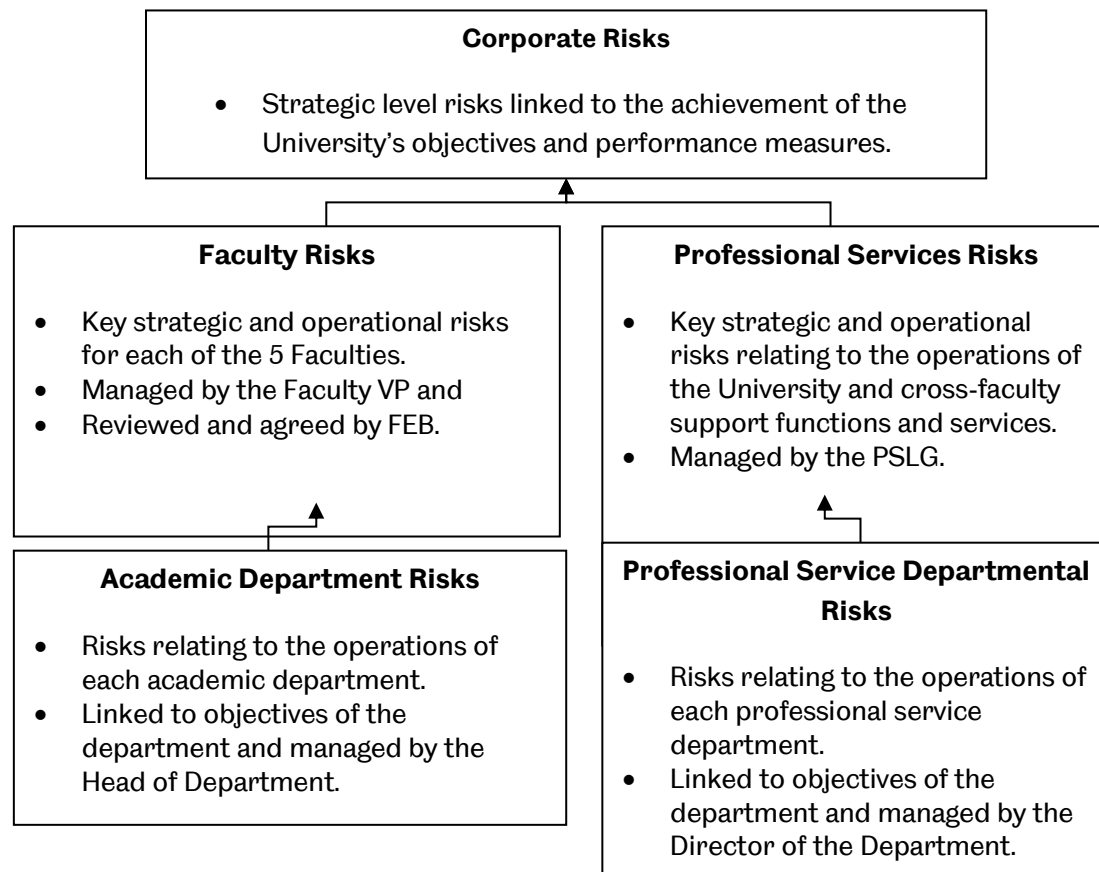 Corporate Risks
• Strategic level risks linked to the achievement of the
University’s objectives and performance measures.
Faculty Risks
• Key strategic and operational risks
for each of the 5 Faculties.
• Managed by the Faculty VP and
• Reviewed and agreed by FEB.
Professional Services Risks
• Key strategic and operational
risks relating to the operations of
the University and cross-faculty
support functions and services.
• Managed by the PSLG.
Academic Department Risks
• Risks relating to the operations of
each academic department.
• Linked to objectives of the
department and managed by the
Head of Department.
Professional Service Departmental
Risks
• Risks relating to the operations of
each professional service
department.
• Linked to objectives of the
department and managed by the
Director of the Department.